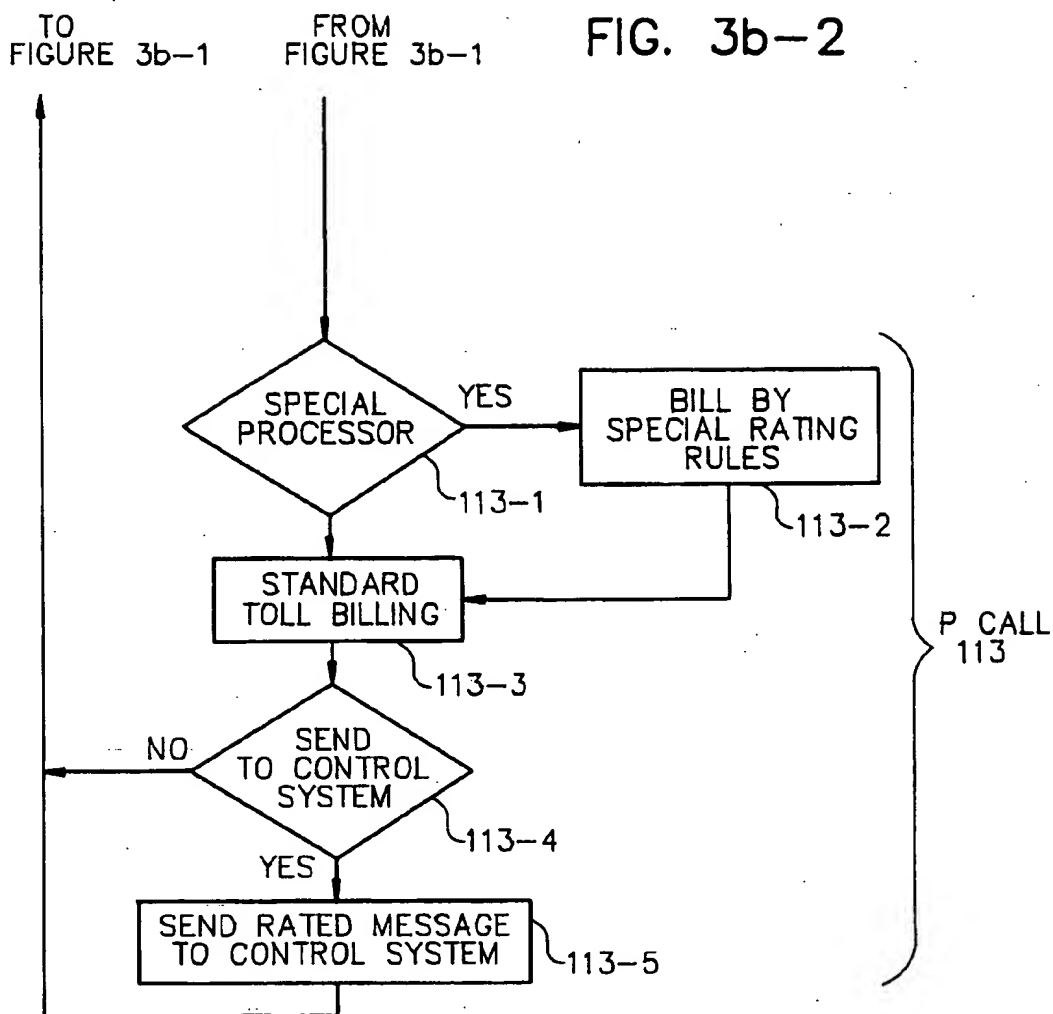 TO
FIGURE 3b-1
FROM
FIGURE 3b-1
FIG. 3b-2
SPECIAL
PROCESSOR
YES
113-1
BILL BY
SPECIAL RATING
RULES
113-2
STANDARD
TOLL BILLING
113-3
P CALL
113
NO
SEND
TO CONTROL
SYSTEM
113-4
YES
SEND RATED MESSAGE
TO CONTROL SYSTEM
113-5